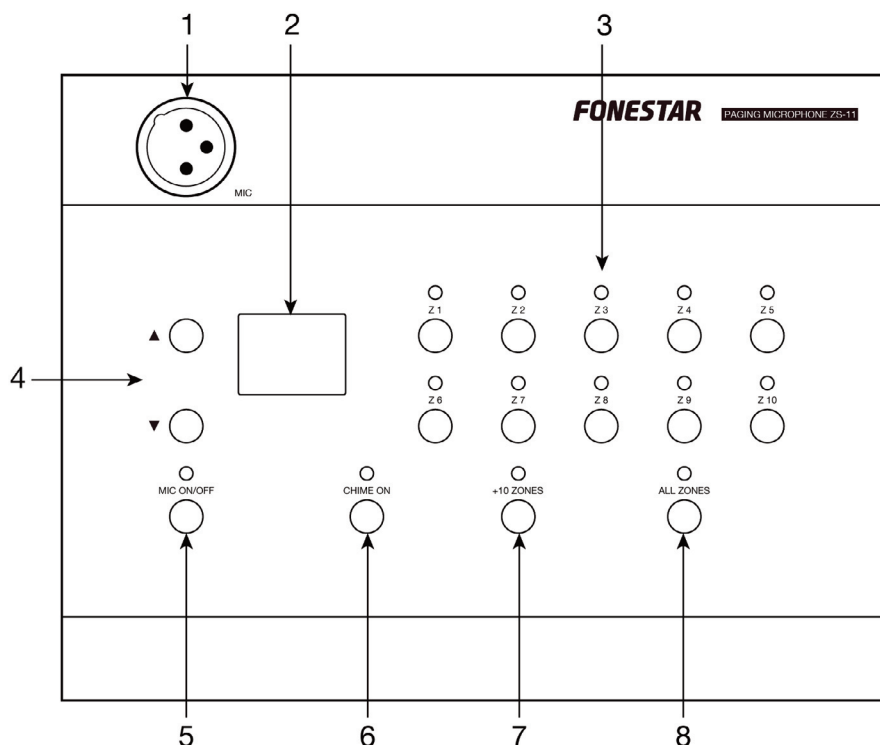 1 2 3
FONESTAR PAGING MICROPHONE ZS-11
MIC
Z 1 Z 2 Z 3 Z 4 Z 5
▲
4
Z 6 Z 7 Z 8 Z 9 Z 10
▼
MIC ON/OFF CHIME ON +10 ZONES ALL ZONES
5 6 7 8